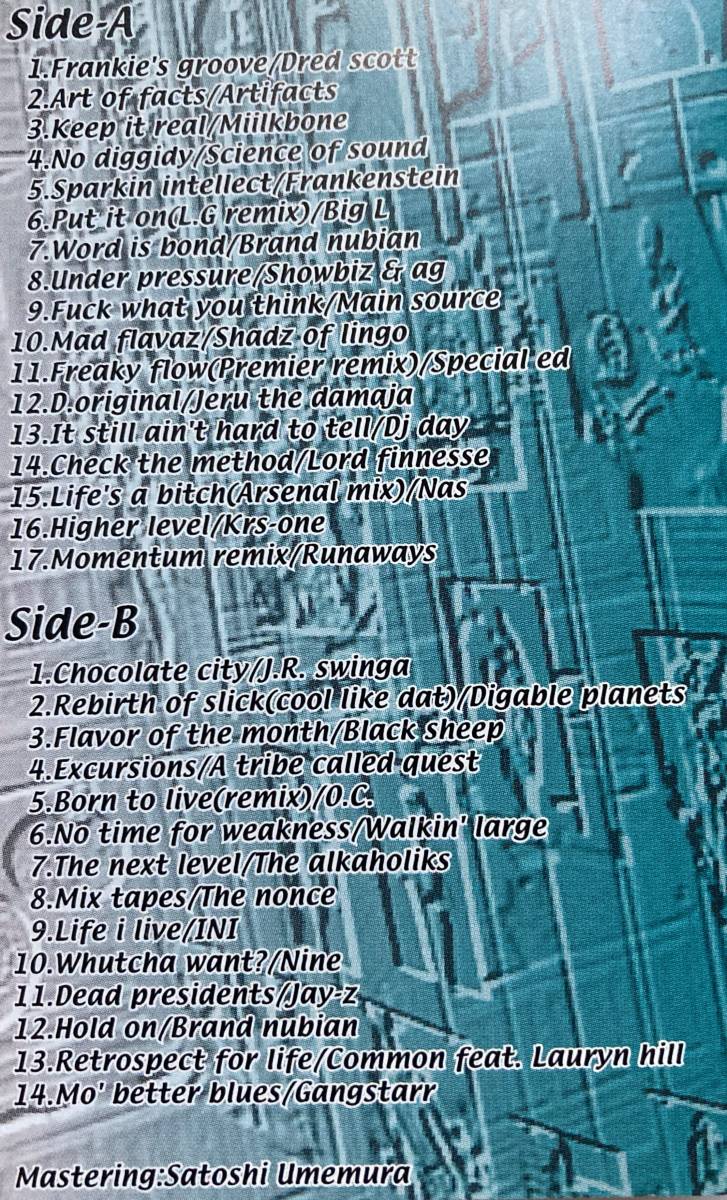 Side-A
1.Frankie's groove/Dred scott
2.Art of facts/Artifacts
3.Keep it real/Miilkbone
4.No diggidy/Science of sound
5.Sparkin intellect/Frankenstein
6.Put it on(L.G remix)/Big L
7.Word is bond/Brand nubian
8.Under pressure/Showbiz & ag
9.Fuck what you think/Main source
10.Mad flavaz/Shadz of lingo
11.Freaky flow(Premier remix)/Special ed
12.D.original/Jeru the damaja
13.It still ain't hard to tell/Dj day
14.Check the method/Lord finnesse
15.Life's a bitch(Arsenal mix)/Nas
16.Higher level/Krs-one
17.Momentum remix/Runaways
Side-B
1.Chocolate city/J.R. swinga
2.Rebirth of slick(cool like dat)/Digable planets
3.Flavor of the month/Black sheep
4.Excursions/A tribe called quest
5.Born to live(remix)/O.C.
6.No time for weakness/Walkin' large
7.The next level/The alkaholiks
8.Mix tapes/The nonce
9.Life i live/INI
10.Whutcha want?/Nine
11.Dead presidents/Jay-z
12.Hold on/Brand nubian
13.Retrospect for life/Common feat. Lauryn hill
14.Mo' better blues/Gangstarr
Mastering:Satoshi Umemura